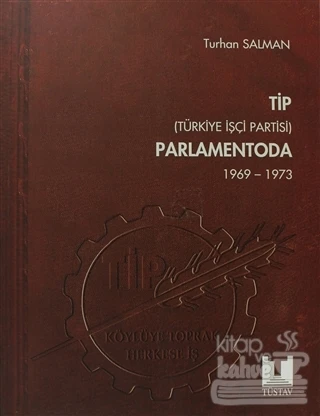 Turhan SALMAN
TİP
(TÜRKİYE İŞÇİ PARTİSİ)
PARLAMENTODA
1969 – 1973
TİP
KÖYLÜYE TOPRAK
HERKESE İŞ
kitap
kahve
TÜSTAV